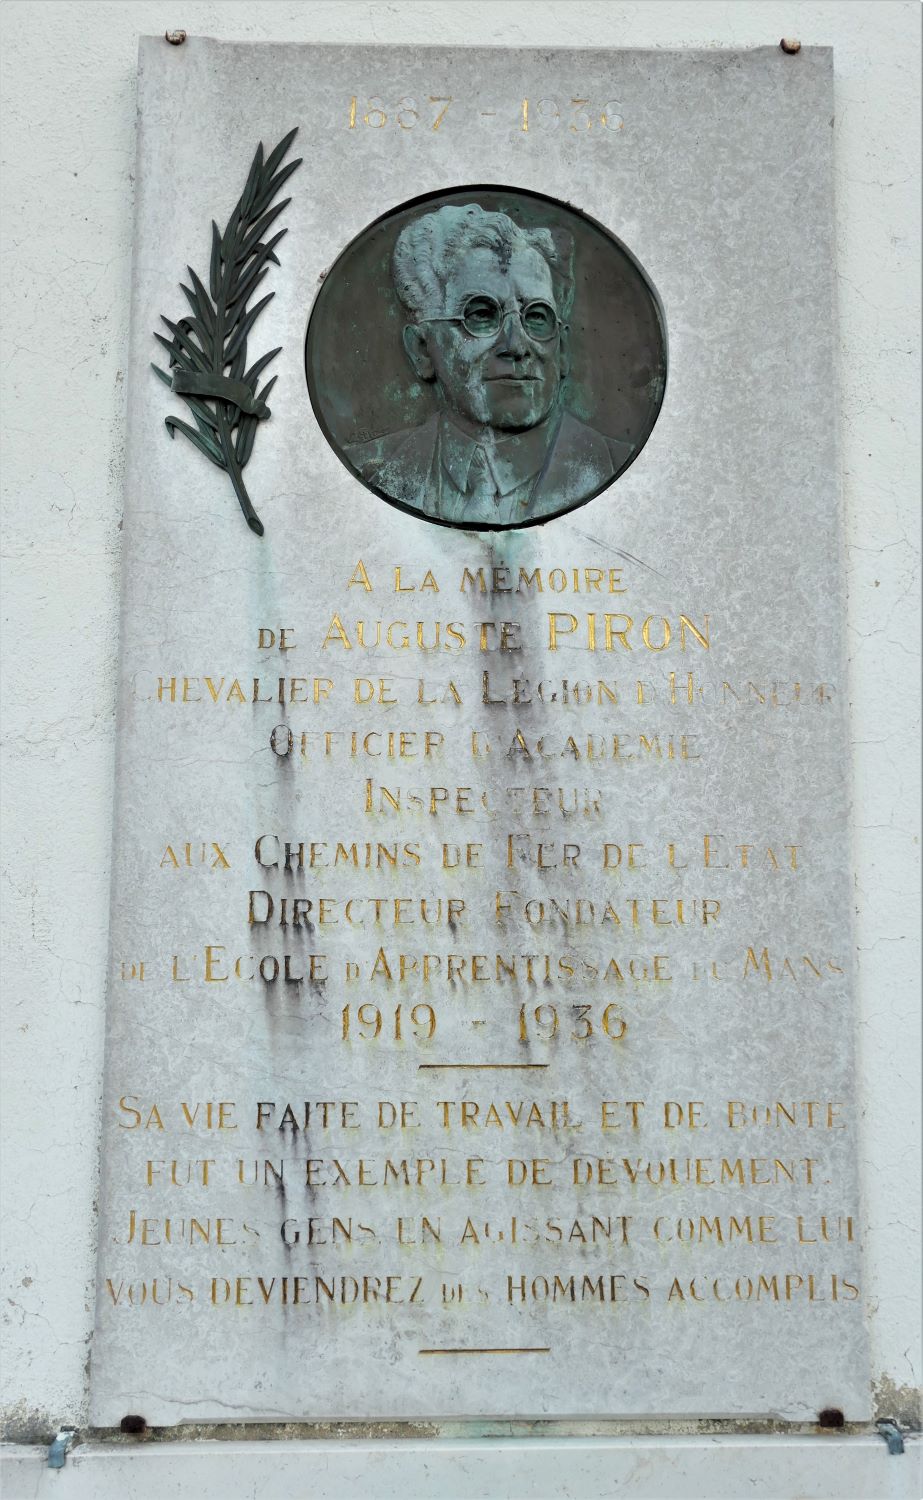 1887 - 1936
A LA MÉMOIRE
DE AUGUSTE PIRON
CHEVALIER DE LA LÉGION D'HONNEUR
OFFICIER D'ACADEMIE
INSPECTEUR
AUX CHEMINS DE FER DE L'ETAT
DIRECTEUR FONDATEUR
DE L'ECOLE D'APPRENTISSAGE DU MANS
1919 - 1936
SA VIE FAITE DE TRAVAIL ET DE BONTE
FUT UN EXEMPLE DE DEVOUEMENT.
JEUNES GENS EN AGISSANT COMME LUI
VOUS DEVIENDREZ DES HOMMES ACCOMPLIS